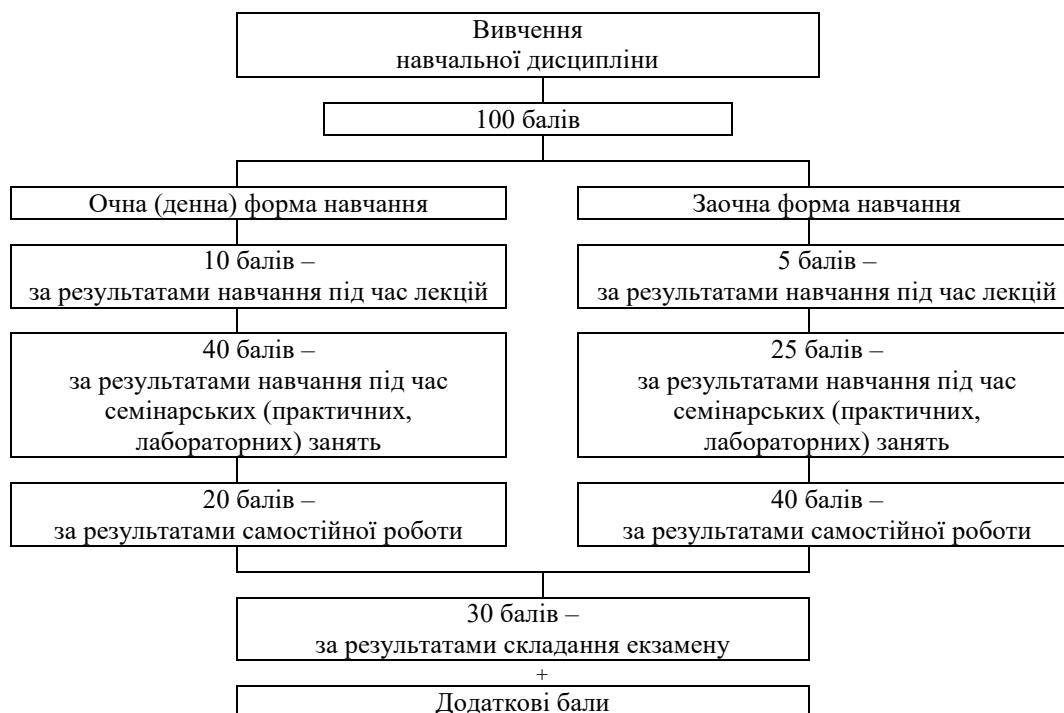 Вивчення
навчальної дисципліни
100 балів
Очна (денна) форма навчання
Заочна форма навчання
10 балів –
за результатами навчання під час лекцій
5 балів –
за результатами навчання під час лекцій
40 балів –
за результатами навчання під час
семінарських (практичних,
лабораторних) занять
25 балів –
за результатами навчання під час
семінарських (практичних,
лабораторних) занять
20 балів –
за результатами самостійної роботи
40 балів –
за результатами самостійної роботи
30 балів –
за результатами складання екзамену
+
Додаткові бали